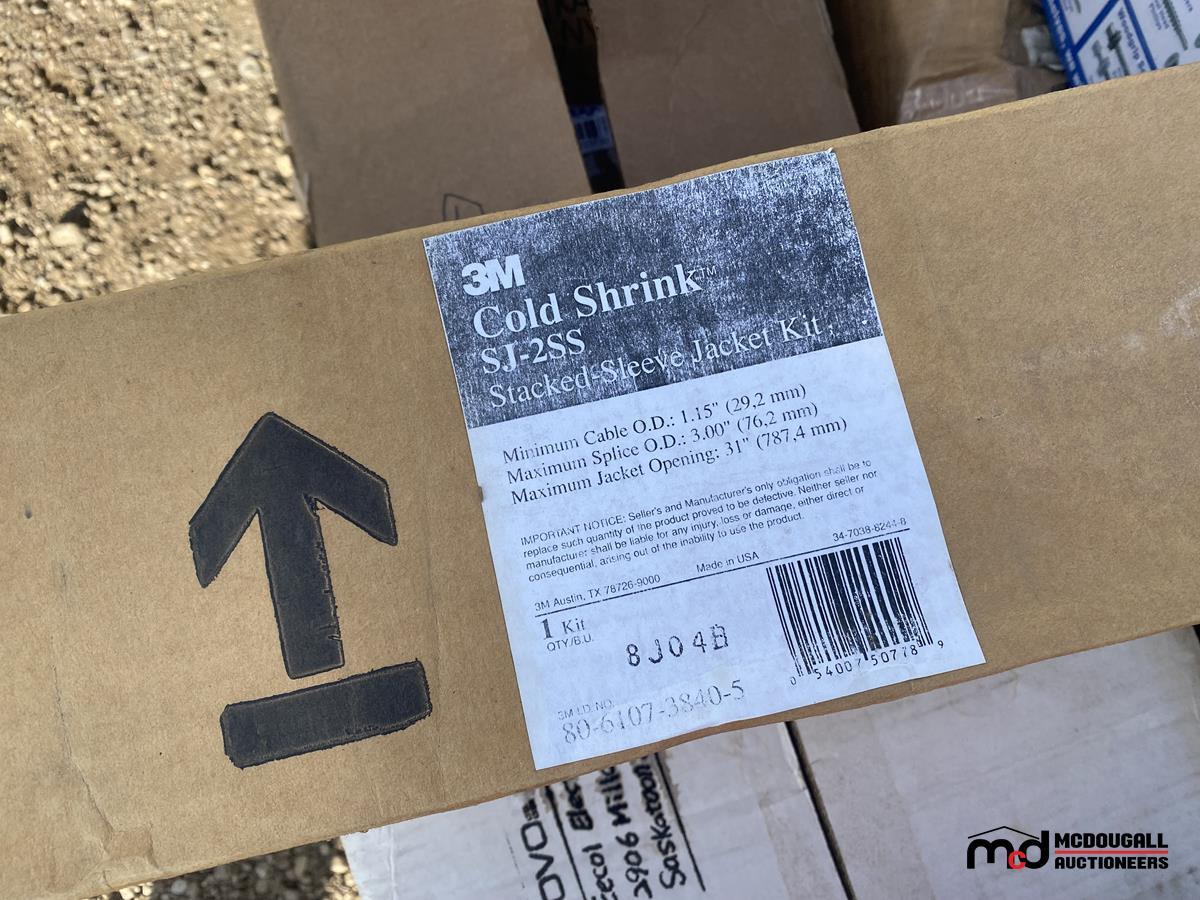 3M
Cold Shrink™
SJ-2SS
Stacked-Sleeve Jacket Kit
Minimum Cable O.D.: 1.15" (29,2 mm)
Maximum Splice O.D.: 3.00" (76,2 mm)
Maximum Jacket Opening: 31" (787,4 mm)
IMPORTANT NOTICE: Seller's and Manufacturer's only obligation shall be to
replace such quantity of the product proved to be defective. Neither seller nor
manufacturer shall be liable for any injury, loss or damage, either direct or
consequential, arising out of the inability to use the product.
3M Austin, TX 78726-9000
Made in USA
34-7038-6244-8
1 Kit
QTY/B.U.
8J04B
3M I.D. NO.
80-6107-3840-5
0 54007 50778 9
Saskatoon
mcd MCDOUGALL
AUCTIONEERS